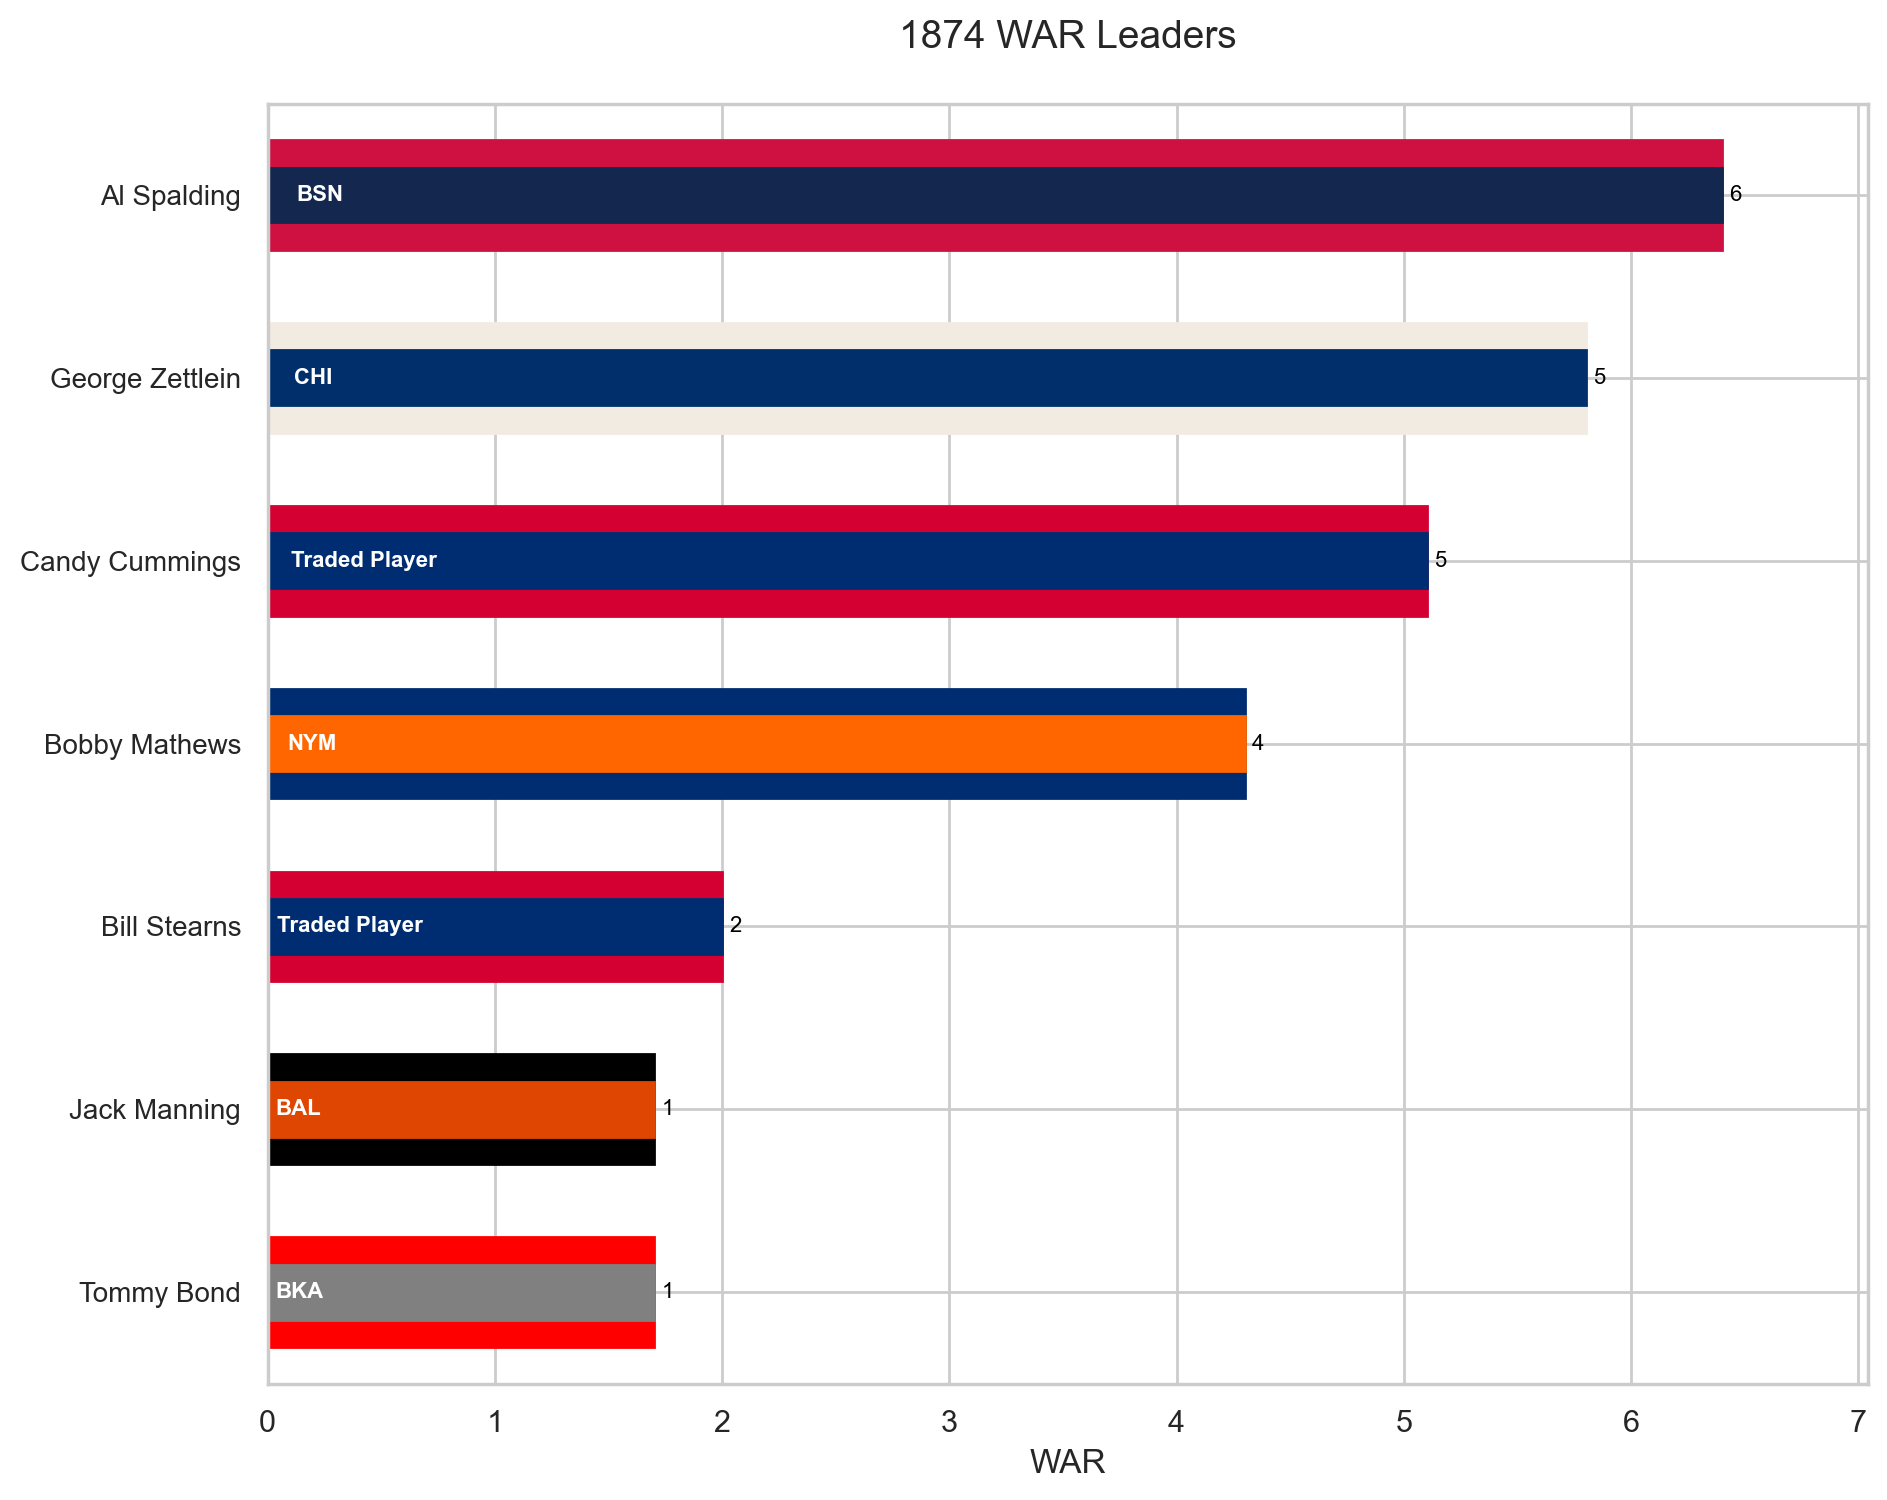 1874 WAR Leaders
Al Spalding
BSN
6
George Zettlein
CHI
5
Candy Cummings
Traded Player
5
Bobby Mathews
NYM
4
Bill Stearns
Traded Player
2
Jack Manning
BAL
1
Tommy Bond
BKA
1
0 1 2 3 4 5 6 7
WAR